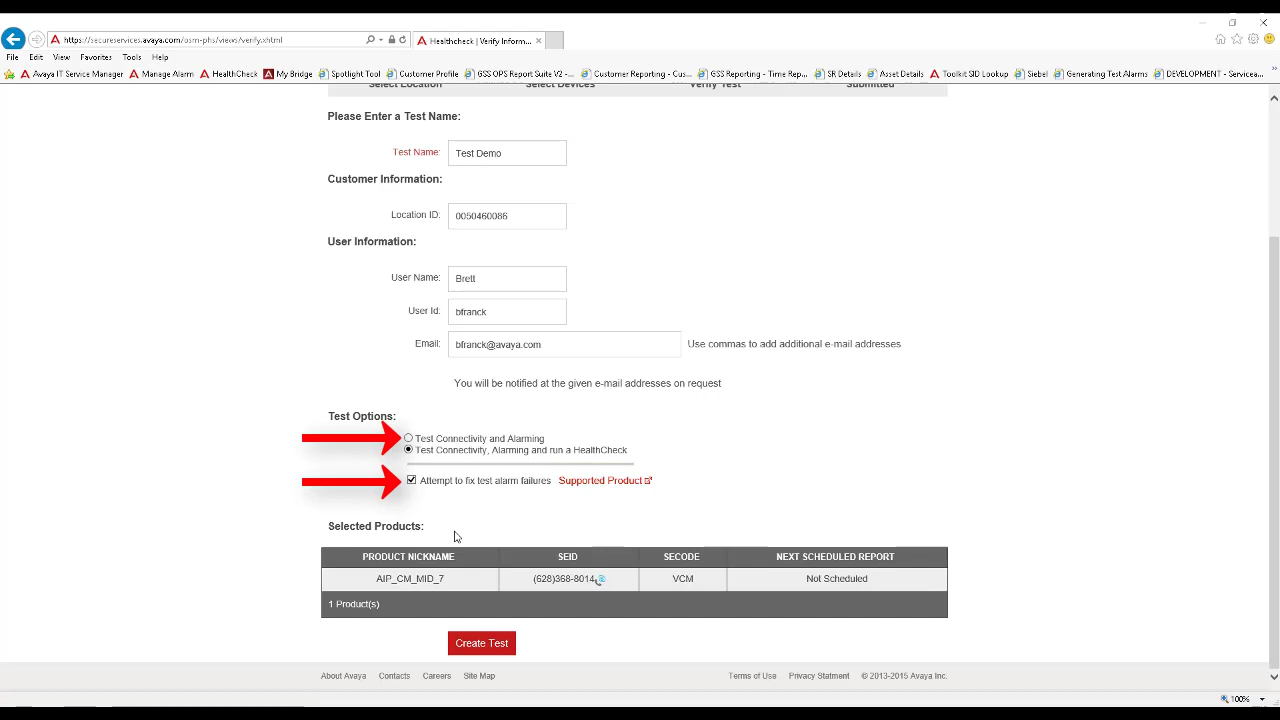 https://secureservices.avaya.com/osm-phs/views/verify.xhtml
Healthcheck | Verify Inform...
File Edit View Favorites Tools Help
Avaya IT Service Manager Manage Alarm HealthCheck My Bridge Spotlight Tool Customer Profile GSS OPS Report Suite V2 -... Customer Reporting - Cus... GSS Reporting - Time Rep... SR Details Asset Details Toolkit SID Lookup Siebel Generating Test Alarms DEVELOPMENT - Servicea...
Select Location Select Devices Verify Test Submitted
Please Enter a Test Name:
Test Name: Test Demo
Customer Information:
Location ID: 0050460086
User Information:
User Name: Brett
User Id: bfranck
Email: bfranck@avaya.com Use commas to add additional e-mail addresses
You will be notified at the given e-mail addresses on request
Test Options:
Test Connectivity and Alarming
Test Connectivity, Alarming and run a HealthCheck
Attempt to fix test alarm failures Supported Product
Selected Products:
PRODUCT NICKNAME SEID SECODE NEXT SCHEDULED REPORT
AIP_CM_MID_7 (628)368-8014 VCM Not Scheduled
1 Product(s)
Create Test
About Avaya Contacts Careers Site Map Terms of Use Privacy Statment © 2013-2015 Avaya Inc.
100%